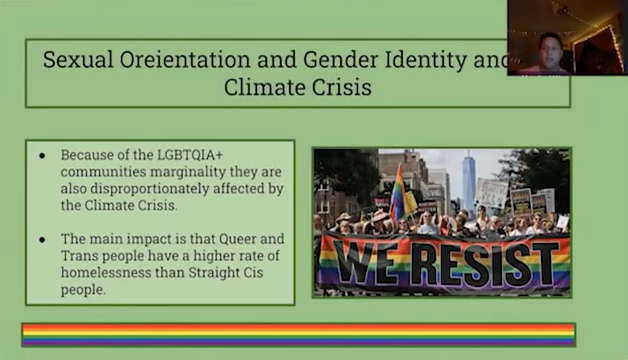 Sexual Oreientation and Gender Identity and
Climate Crisis
● Because of the LGBTQIA+
communities marginality they are
also disproportionately affected by
the Climate Crisis.
● The main impact is that Queer and
Trans people have a higher rate of
homelessness than Straight Cis
people.
WE RESIST